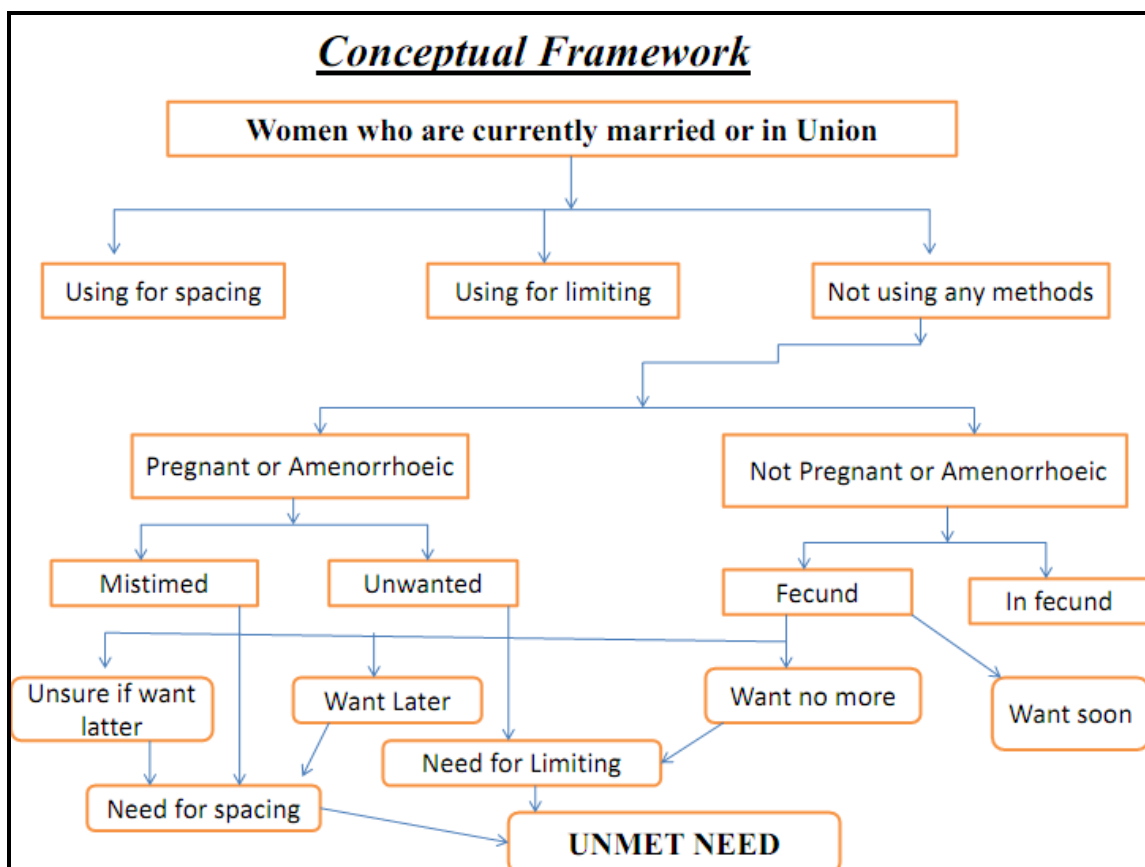 Conceptual Framework
Women who are currently married or in Union
Using for spacing
Using for limiting
Not using any methods
Pregnant or Amenorrhoeic
Not Pregnant or Amenorrhoeic
Mistimed
Unwanted
Fecund
In fecund
Unsure if want
latter
Want Later
Want no more
Want soon
Need for Limiting
Need for spacing
UNMET NEED